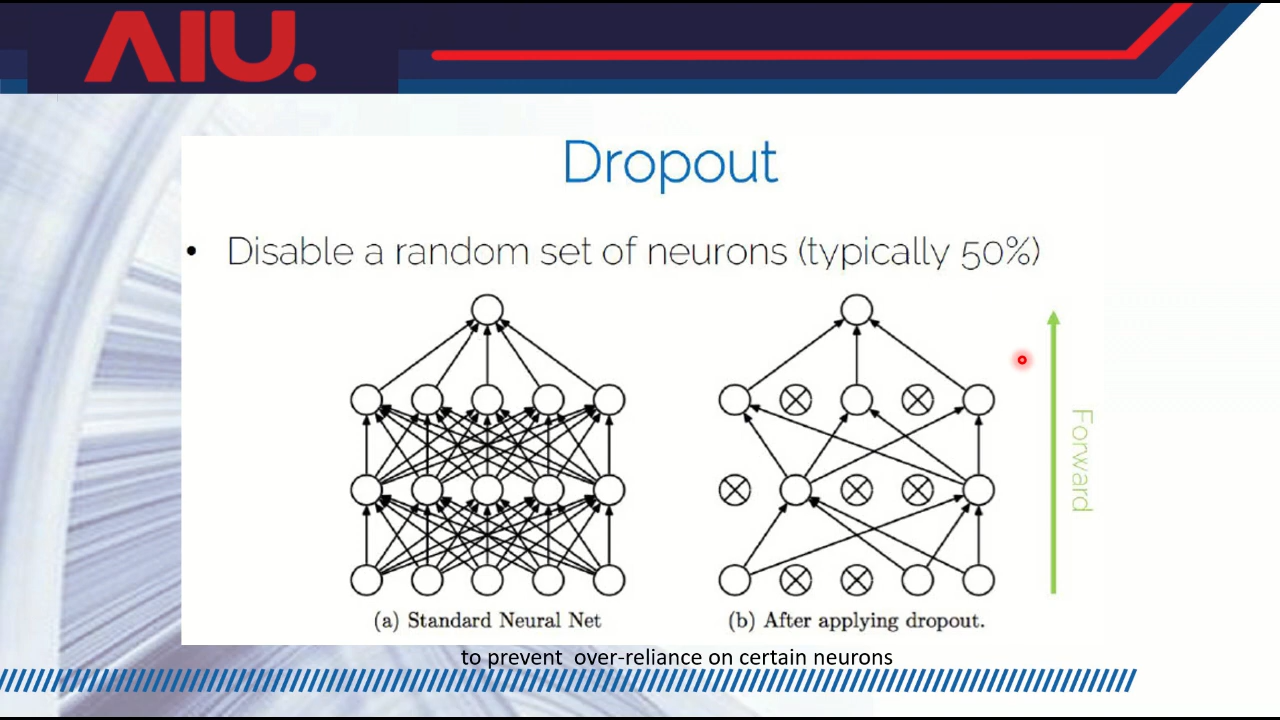 AIU.
Dropout
• Disable a random set of neurons (typically 50%)
Forward
(a) Standard Neural Net
(b) After applying dropout.
to prevent over-reliance on certain neurons